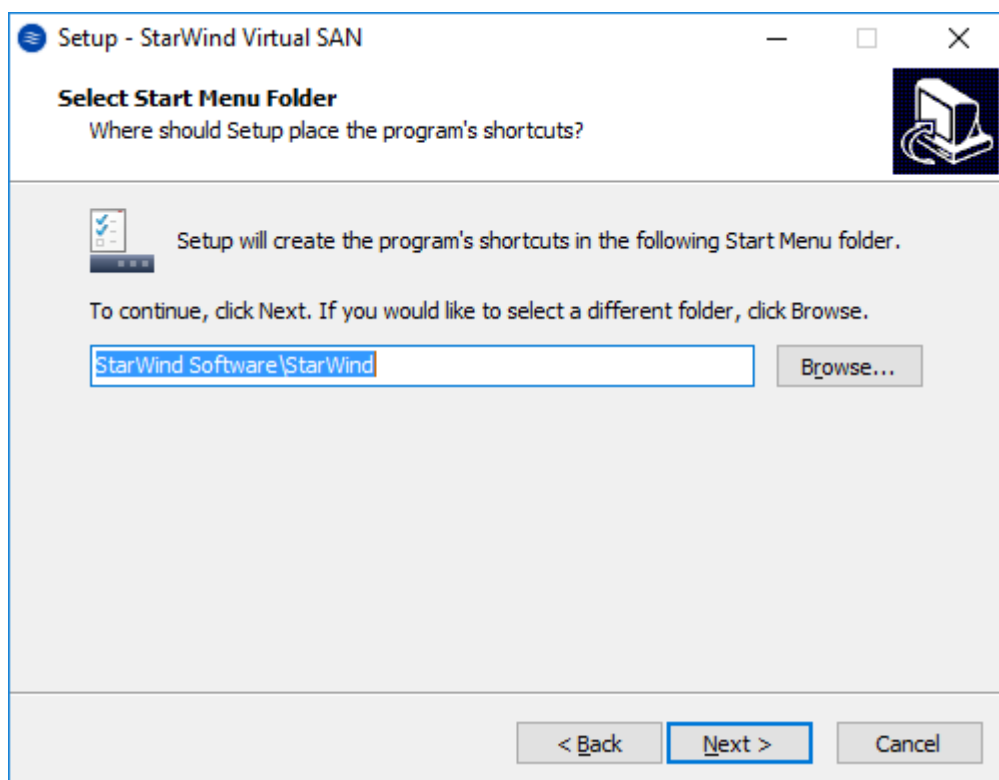 Setup - StarWind Virtual SAN
Select Start Menu Folder
Where should Setup place the program's shortcuts?
Setup will create the program's shortcuts in the following Start Menu folder.
To continue, click Next. If you would like to select a different folder, click Browse.
StarWind Software\StarWind
Browse...
< Back
Next >
Cancel